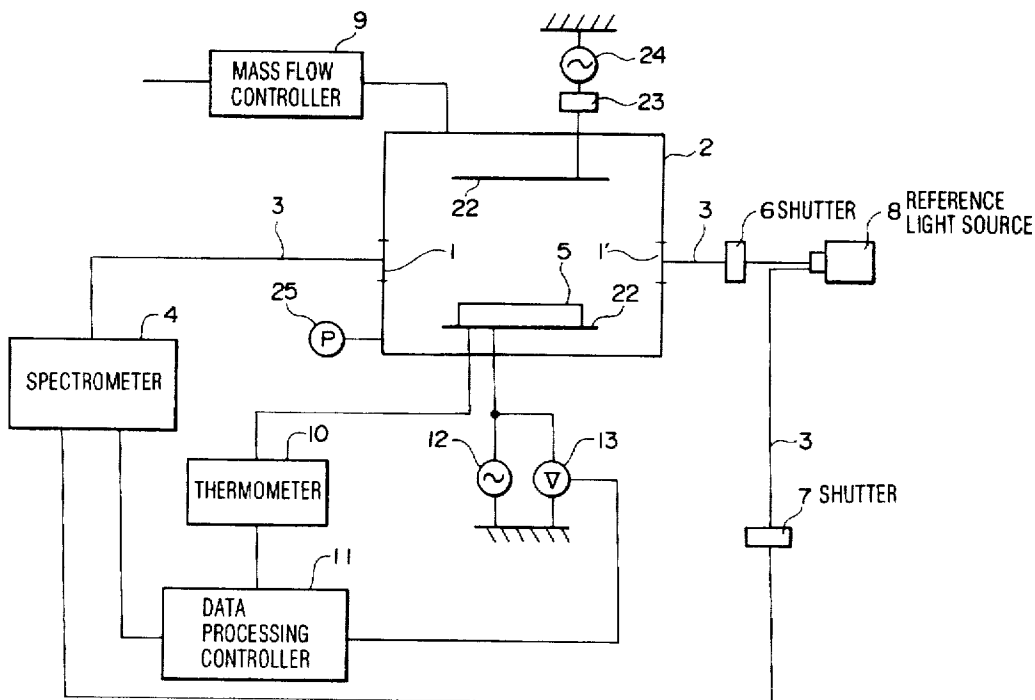 9
MASS FLOW
CONTROLLER
24
23
2
22
3
1
1'
3
6 SHUTTER
8 REFERENCE
LIGHT SOURCE
5
22
25
P
4
SPECTROMETER
10
THERMOMETER
12
~
13
V
3
7 SHUTTER
11
DATA
PROCESSING
CONTROLLER